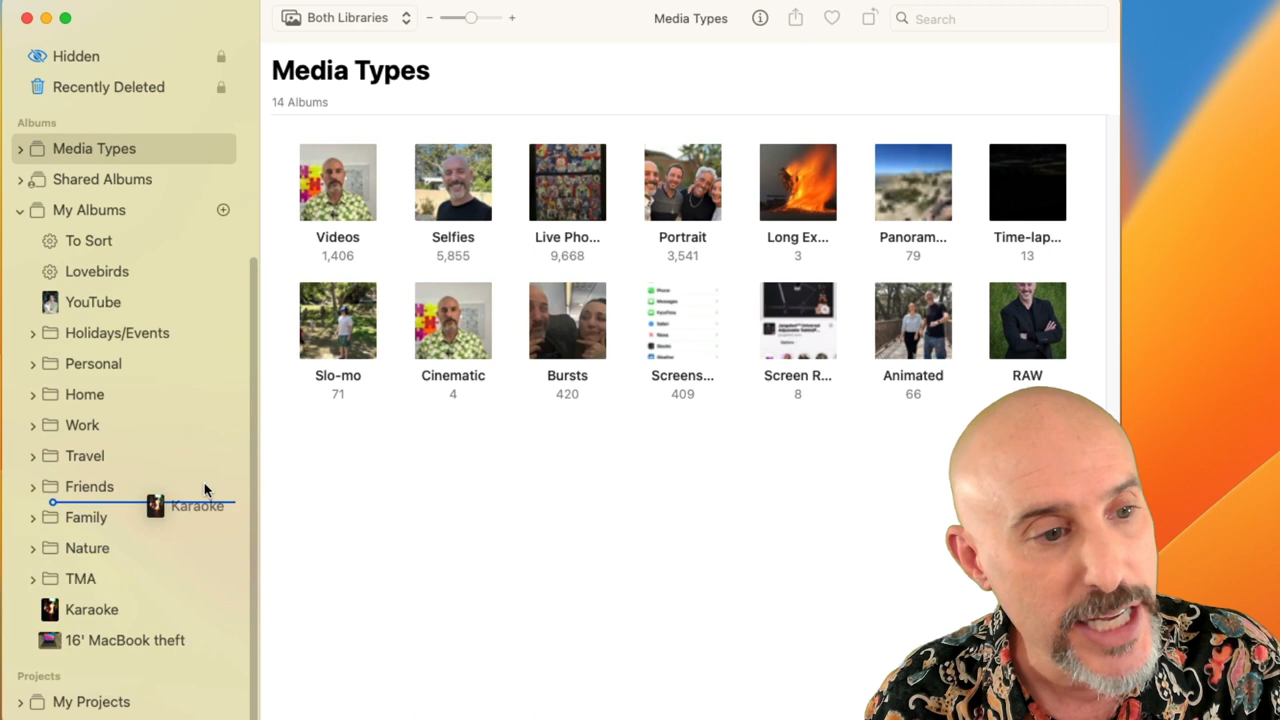 Both Libraries
Media Types
Search
Hidden
Recently Deleted
Albums
Media Types
Shared Albums
My Albums
To Sort
Lovebirds
YouTube
Holidays/Events
Personal
Home
Work
Travel
Friends
Karaoke
Family
Nature
TMA
Karaoke
16' MacBook theft
Projects
My Projects
Media Types
14 Albums
Videos Selfies Live Pho... Portrait Long Ex... Panoram... Time-lap...
1,406 5,855 9,668 3,541 3 79 13
Slo-mo Cinematic Bursts Screens... Screen R... Animated RAW
71 4 420 409 8 66